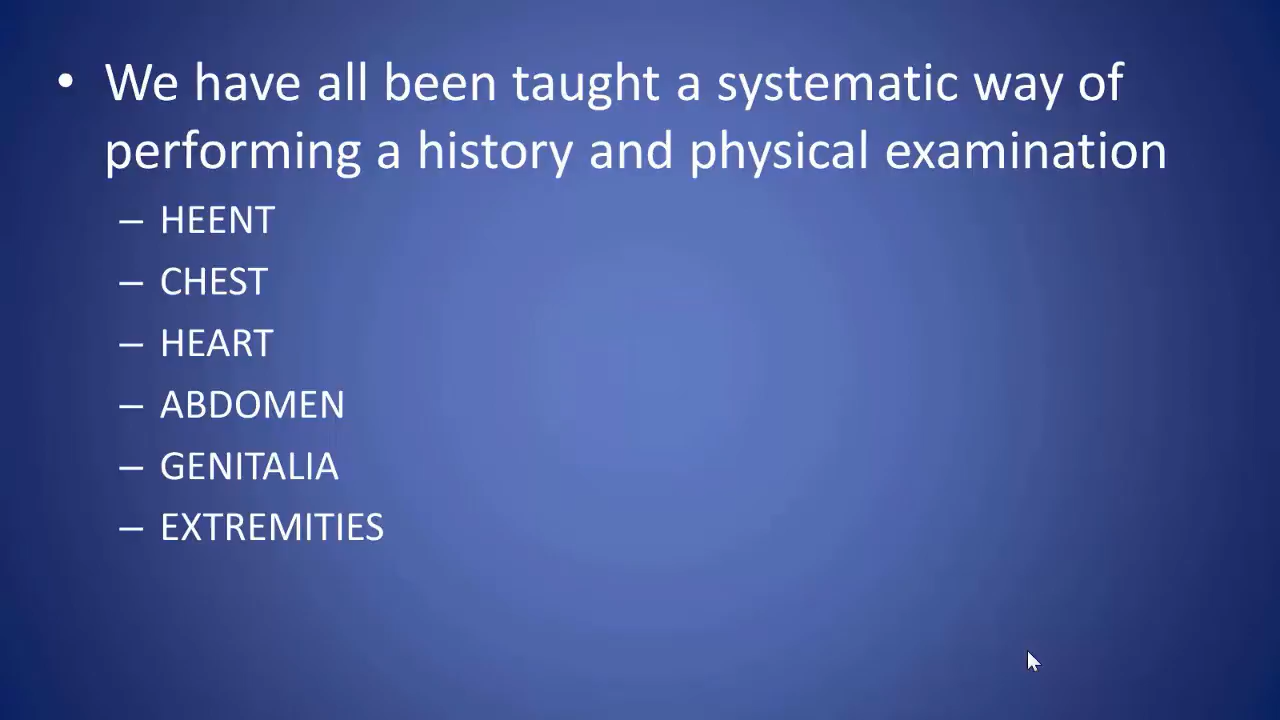 • We have all been taught a systematic way of
performing a history and physical examination
– HEENT
– CHEST
– HEART
– ABDOMEN
– GENITALIA
– EXTREMITIES